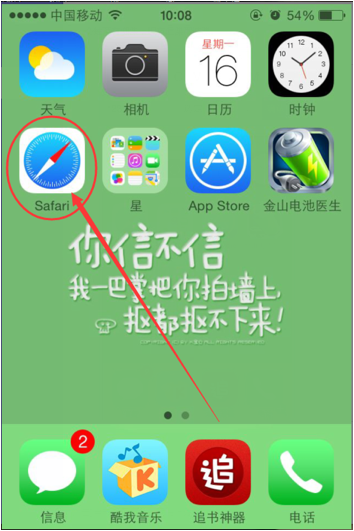 中国移动 10:08 54%
星期一
16
天气 相机 日历 时钟
Safari 星 App Store 金山电池医生
你信不信
我一巴掌把你拍墙上,
抠都抠不下来!
2
追
信息 酷我音乐 追书神器 电话